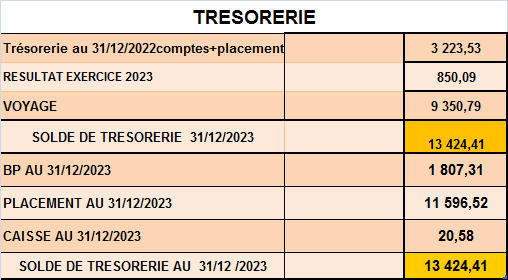 TRESORERIE
Trésorerie au 31/12/2022comptes+placement 3 223,53
RESULTAT EXERCICE 2023 850,09
VOYAGE 9 350,79
SOLDE DE TRESORERIE 31/12/2023 13 424,41
BP AU 31/12/2023 1 807,31
PLACEMENT AU 31/12/2023 11 596,52
CAISSE AU 31/12/2023 20,58
SOLDE DE TRESORERIE AU 31/12 /2023 13 424,41